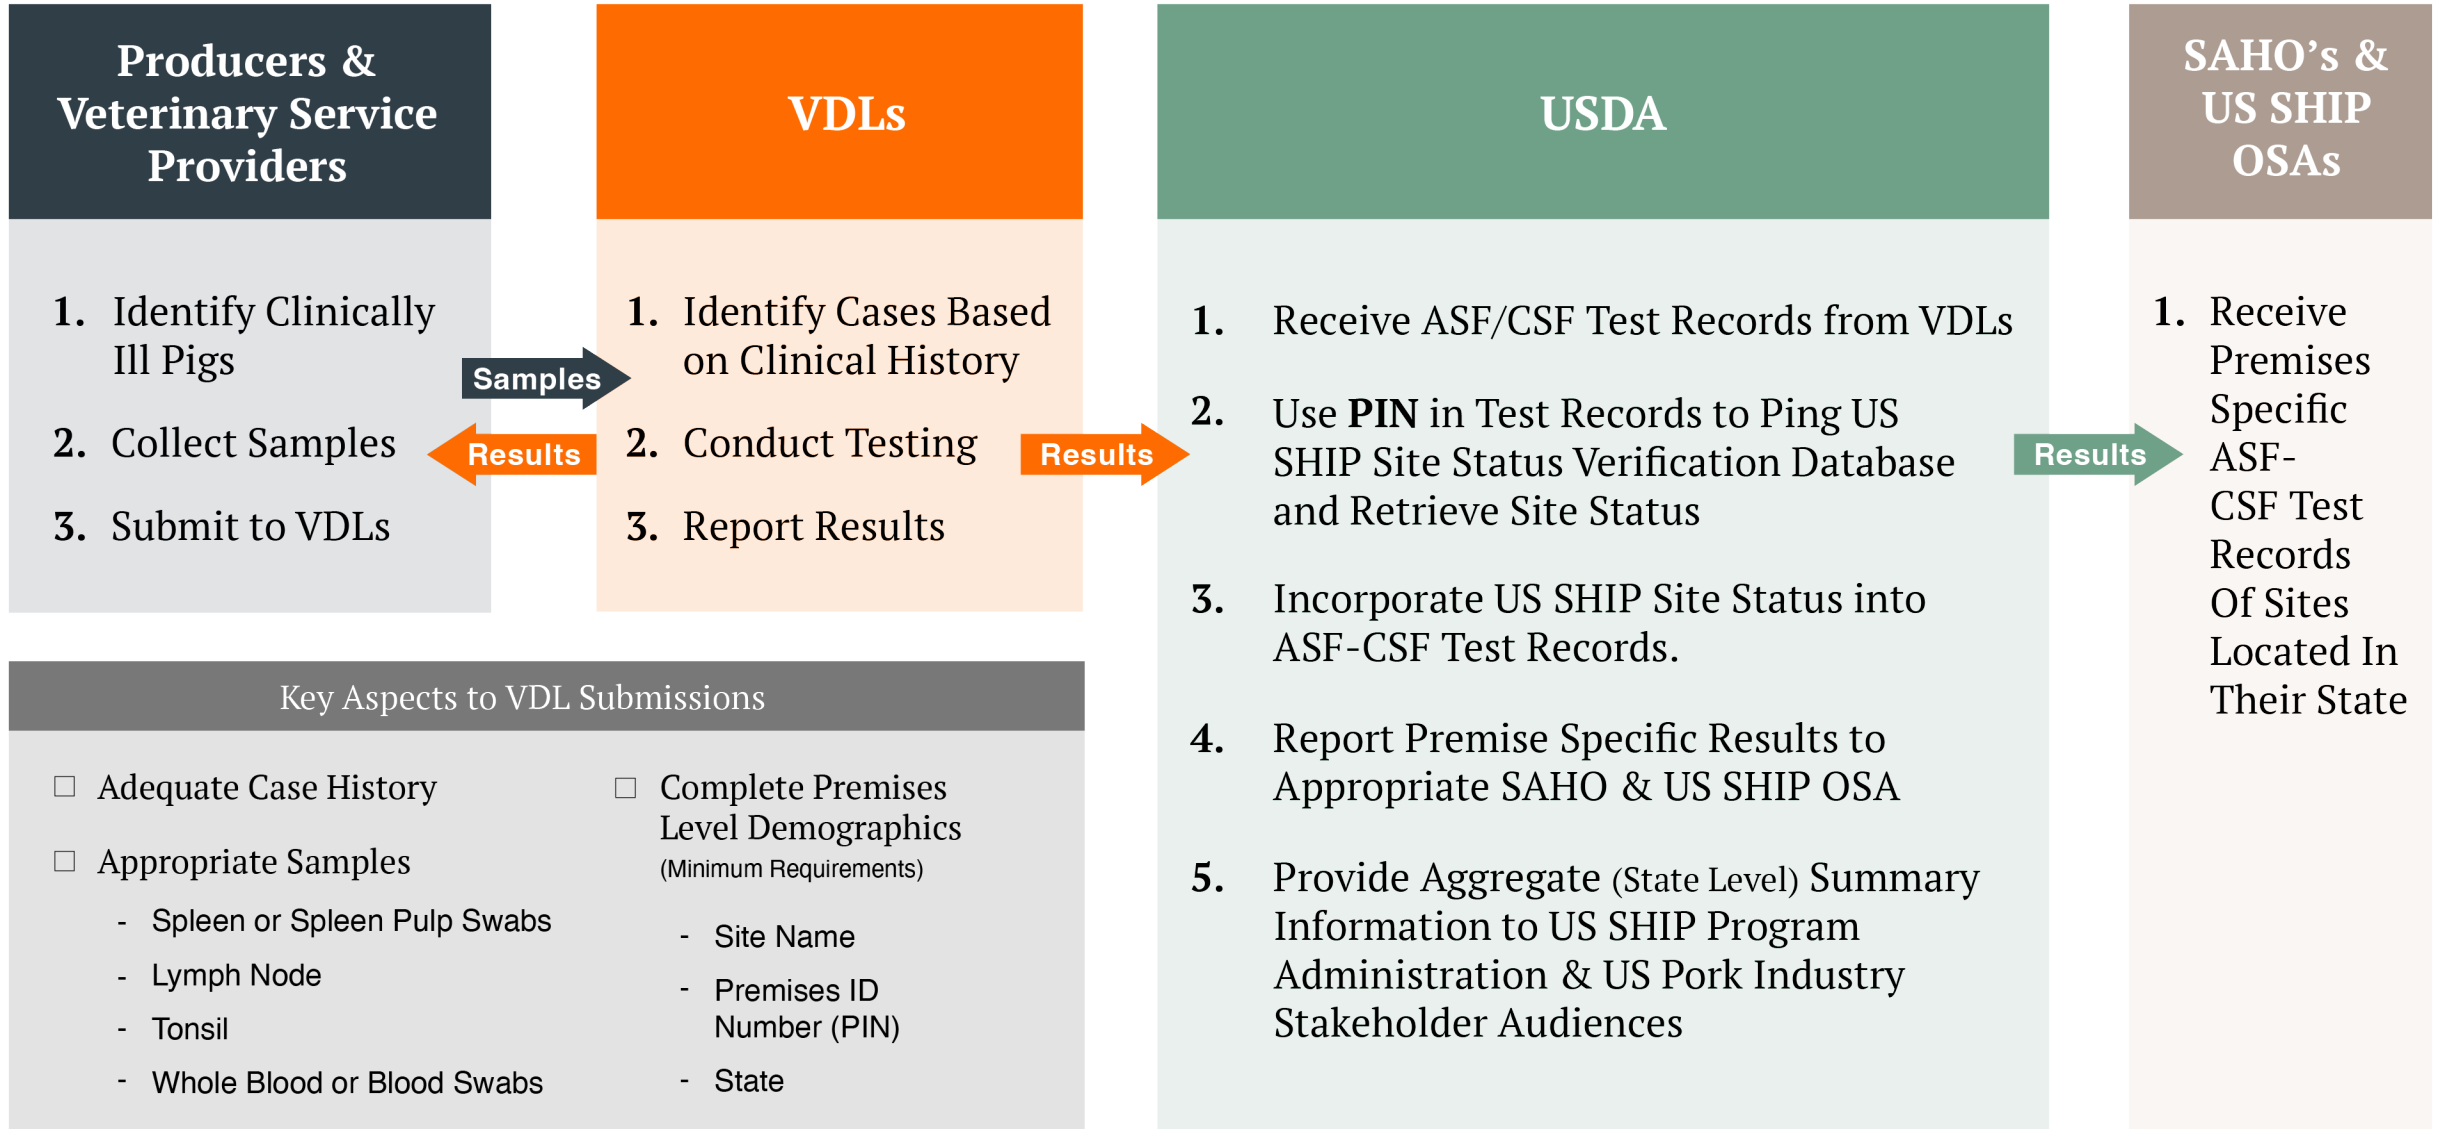 Producers &
Veterinary Service
Providers
1. Identify Clinically
Ill Pigs
2. Collect Samples
3. Submit to VDLs
Samples
Results
VDLs
1. Identify Cases Based
on Clinical History
2. Conduct Testing
3. Report Results
Results
USDA
1. Receive ASF/CSF Test Records from VDLs
2. Use PIN in Test Records to Ping US
SHIP Site Status Verification Database
and Retrieve Site Status
3. Incorporate US SHIP Site Status into
ASF-CSF Test Records.
4. Report Premise Specific Results to
Appropriate SAHO & US SHIP OSA
5. Provide Aggregate (State Level) Summary
Information to US SHIP Program
Administration & US Pork Industry
Stakeholder Audiences
Results
SAHO's &
US SHIP
OSAs
1. Receive
Premises
Specific
ASF-
CSF Test
Records
Of Sites
Located In
Their State
Key Aspects to VDL Submissions
☐ Adequate Case History
☐ Appropriate Samples
- Spleen or Spleen Pulp Swabs
- Lymph Node
- Tonsil
- Whole Blood or Blood Swabs
☐ Complete Premises
Level Demographics
(Minimum Requirements)
- Site Name
- Premises ID
Number (PIN)
- State